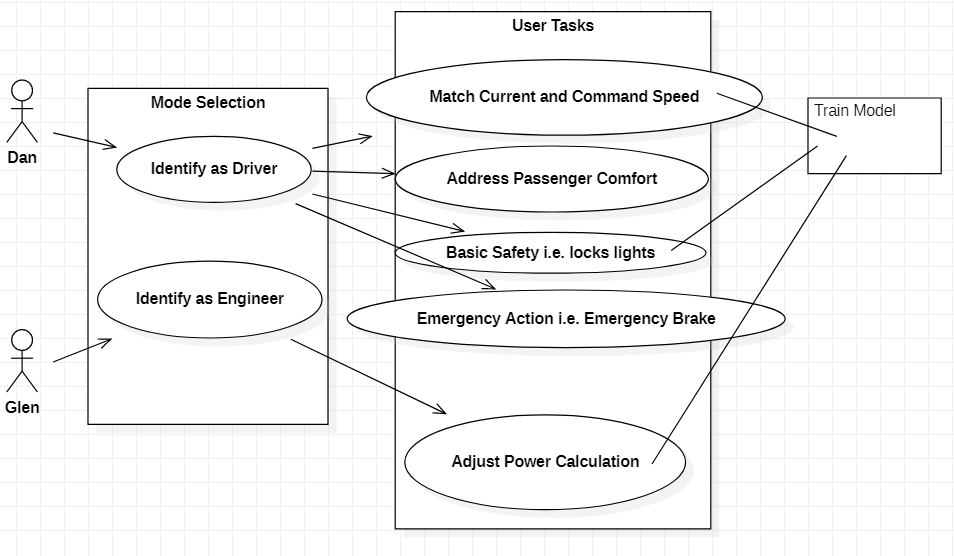 User Tasks
Mode Selection
Match Current and Command Speed
Train Model
Dan
Identify as Driver
Address Passenger Comfort
Basic Safety i.e. locks lights
Identify as Engineer
Emergency Action i.e. Emergency Brake
Glen
Adjust Power Calculation